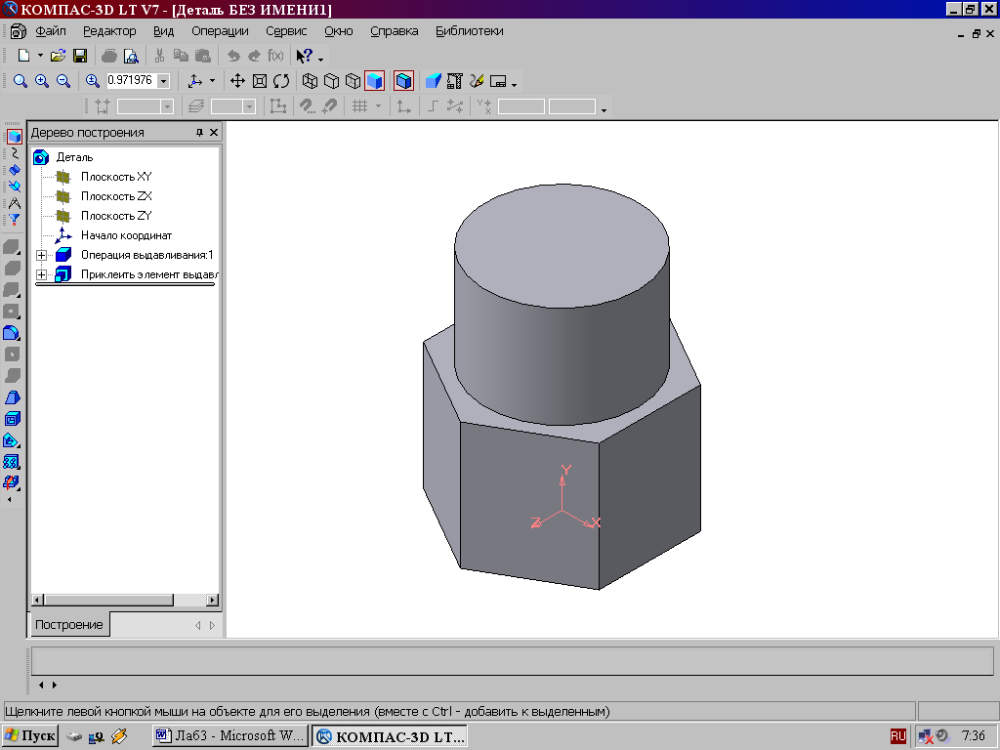 КОМПАС-3D LT V7 - [Деталь БЕЗ ИМЕНИ1]
Файл Редактор Вид Операции Сервис Окно Справка Библиотеки
f(x) ?
0.971976
Дерево построения
Деталь
Плоскость XY
Плоскость ZX
Плоскость ZY
Начало координат
Операция выдавливания:1
Приклеить элемент выдавл
Y
Z X
Построение
Щелкните левой кнопкой мыши на объекте для его выделения (вместе с Ctrl - добавить к выделенным)
Пуск Лаб3 - Microsoft W... КОМПАС-3D LT... RU 7:36